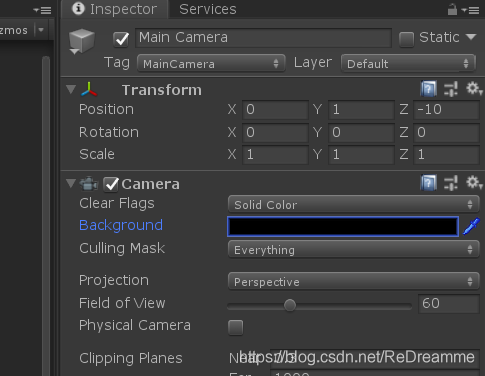 Inspector Services
zmos
Main Camera Static
Tag MainCamera Layer Default
Transform
Position X 0 Y 1 Z -10
Rotation X 0 Y 0 Z 0
Scale X 1 Y 1 Z 1
Camera
Clear Flags Solid Color
Background
Culling Mask Everything
Projection Perspective
Field of View 60
Physical Camera
Clipping Planes
https://blog.csdn.net/ReDreamme